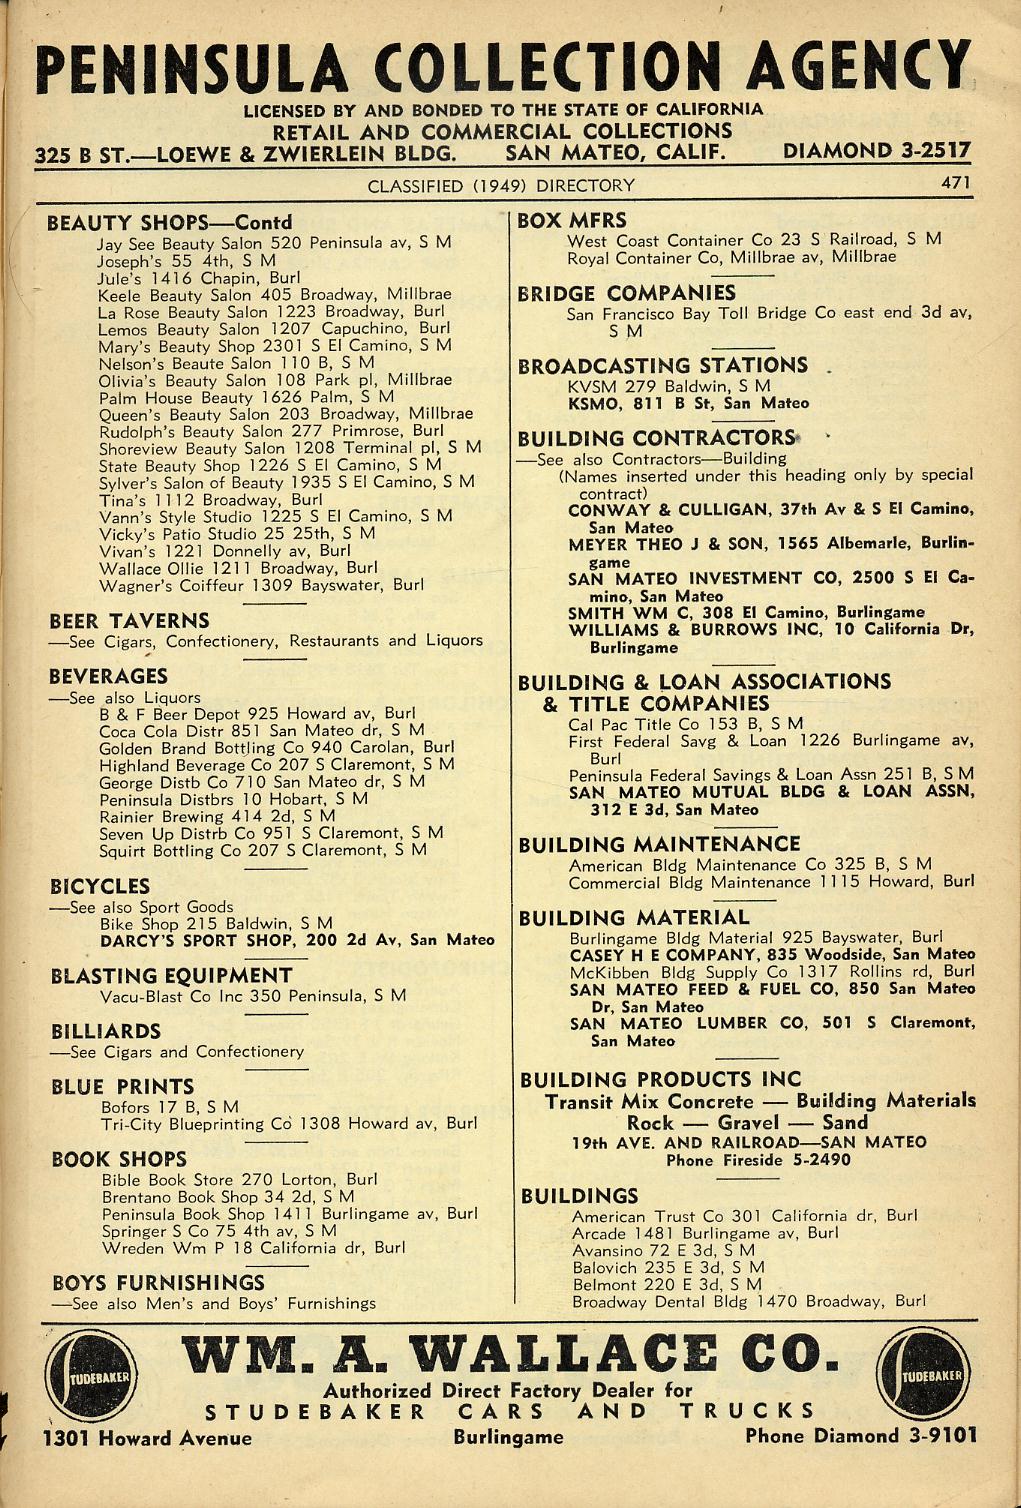 PENINSULA COLLECTION AGENCY
LICENSED BY AND BONDED TO THE STATE OF CALIFORNIA
RETAIL AND COMMERCIAL COLLECTIONS
325 B ST.—LOEWE & ZWIERLEIN BLDG. SAN MATEO, CALIF. DIAMOND 3-2517
CLASSIFIED (1949) DIRECTORY 471
BEAUTY SHOPS—Contd
Jay See Beauty Salon 520 Peninsula av, S M
Joseph's 55 4th, S M
Jule's 1416 Chapin, Burl
Keele Beauty Salon 405 Broadway, Millbrae
La Rose Beauty Salon 1223 Broadway, Burl
Lemos Beauty Salon 1207 Capuchino, Burl
Mary's Beauty Shop 2301 S El Camino, S M
Nelson's Beaute Salon 110 B, S M
Olivia's Beauty Salon 108 Park pl, Millbrae
Palm House Beauty 1626 Palm, S M
Queen's Beauty Salon 203 Broadway, Millbrae
Rudolph's Beauty Salon 277 Primrose, Burl
Shoreview Beauty Salon 1208 Terminal pl, S M
State Beauty Shop 1226 S El Camino, S M
Sylver's Salon of Beauty 1935 S El Camino, S M
Tina's 1112 Broadway, Burl
Vann's Style Studio 1225 S El Camino, S M
Vicky's Patio Studio 25 25th, S M
Vivan's 1221 Donnelly av, Burl
Wallace Ollie 1211 Broadway, Burl
Wagner's Coiffeur 1309 Bayswater, Burl
BEER TAVERNS
—See Cigars, Confectionery, Restaurants and Liquors
BEVERAGES
—See also Liquors
B & F Beer Depot 925 Howard av, Burl
Coca Cola Distr 851 San Mateo dr, S M
Golden Brand Bottling Co 940 Carolan, Burl
Highland Beverage Co 207 S Claremont, S M
George Distb Co 710 San Mateo dr, S M
Peninsula Distbrs 10 Hobart, S M
Rainier Brewing 414 2d, S M
Seven Up Distrb Co 951 S Claremont, S M
Squirt Bottling Co 207 S Claremont, S M
BICYCLES
—See also Sport Goods
Bike Shop 215 Baldwin, S M
DARCY'S SPORT SHOP, 200 2d Av, San Mateo
BLASTING EQUIPMENT
Vacu-Blast Co Inc 350 Peninsula, S M
BILLIARDS
—See Cigars and Confectionery
BLUE PRINTS
Bofors 17 B, S M
Tri-City Blueprinting Co 1308 Howard av, Burl
BOOK SHOPS
Bible Book Store 270 Lorton, Burl
Brentano Book Shop 34 2d, S M
Peninsula Book Shop 1411 Burlingame av, Burl
Springer S Co 75 4th av, S M
Wreden Wm P 18 California dr, Burl
BOYS FURNISHINGS
—See also Men's and Boys' Furnishings
BOX MFRS
West Coast Container Co 23 S Railroad, S M
Royal Container Co, Millbrae av, Millbrae
BRIDGE COMPANIES
San Francisco Bay Toll Bridge Co east end 3d av,
S M
BROADCASTING STATIONS
KVSM 279 Baldwin, S M
KSMO, 811 B St, San Mateo
BUILDING CONTRACTORS
—See also Contractors—Building
(Names inserted under this heading only by special
contract)
CONWAY & CULLIGAN, 37th Av & S El Camino,
San Mateo
MEYER THEO J & SON, 1565 Albemarle, Burlin-
game
SAN MATEO INVESTMENT CO, 2500 S El Ca-
mino, San Mateo
SMITH WM C, 308 El Camino, Burlingame
WILLIAMS & BURROWS INC, 10 California Dr,
Burlingame
BUILDING & LOAN ASSOCIATIONS
& TITLE COMPANIES
Cal Pac Title Co 153 B, S M
First Federal Savg & Loan 1226 Burlingame av,
Burl
Peninsula Federal Savings & Loan Assn 251 B, S M
SAN MATEO MUTUAL BLDG & LOAN ASSN,
312 E 3d, San Mateo
BUILDING MAINTENANCE
American Bldg Maintenance Co 325 B, S M
Commercial Bldg Maintenance 1115 Howard, Burl
BUILDING MATERIAL
Burlingame Bldg Material 925 Bayswater, Burl
CASEY H E COMPANY, 835 Woodside, San Mateo
McKibben Bldg Supply Co 1317 Rollins rd, Burl
SAN MATEO FEED & FUEL CO, 850 San Mateo
Dr, San Mateo
SAN MATEO LUMBER CO, 501 S Claremont,
San Mateo
BUILDING PRODUCTS INC
Transit Mix Concrete — Building Materials
Rock — Gravel — Sand
19th AVE. AND RAILROAD—SAN MATEO
Phone Fireside 5-2490
BUILDINGS
American Trust Co 301 California dr, Burl
Arcade 1481 Burlingame av, Burl
Avansino 72 E 3d, S M
Balovich 235 E 3d, S M
Belmont 220 E 3d, S M
Broadway Dental Bldg 1470 Broadway, Burl
STUDEBAKER
WM. A. WALLACE CO.
Authorized Direct Factory Dealer for
STUDEBAKER CARS AND TRUCKS
1301 Howard Avenue Burlingame Phone Diamond 3-9101
STUDEBAKER